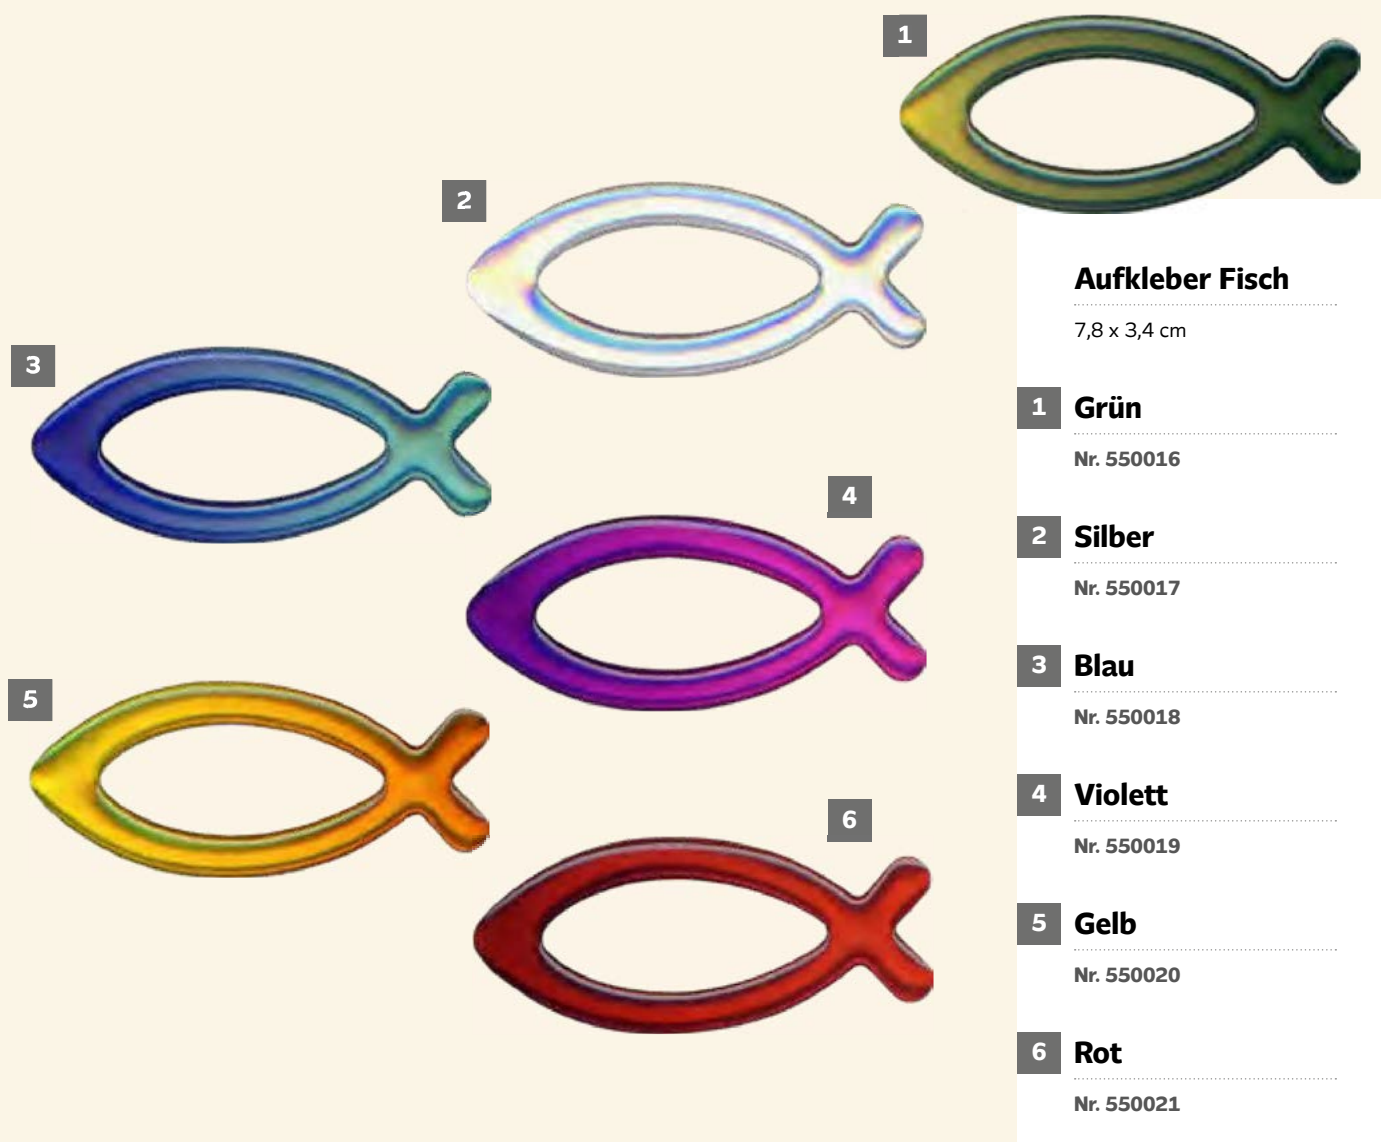 1
2
3
4
5
6
Aufkleber Fisch
7,8 x 3,4 cm
1 Grün
Nr. 550016
2 Silber
Nr. 550017
3 Blau
Nr. 550018
4 Violett
Nr. 550019
5 Gelb
Nr. 550020
6 Rot
Nr. 550021